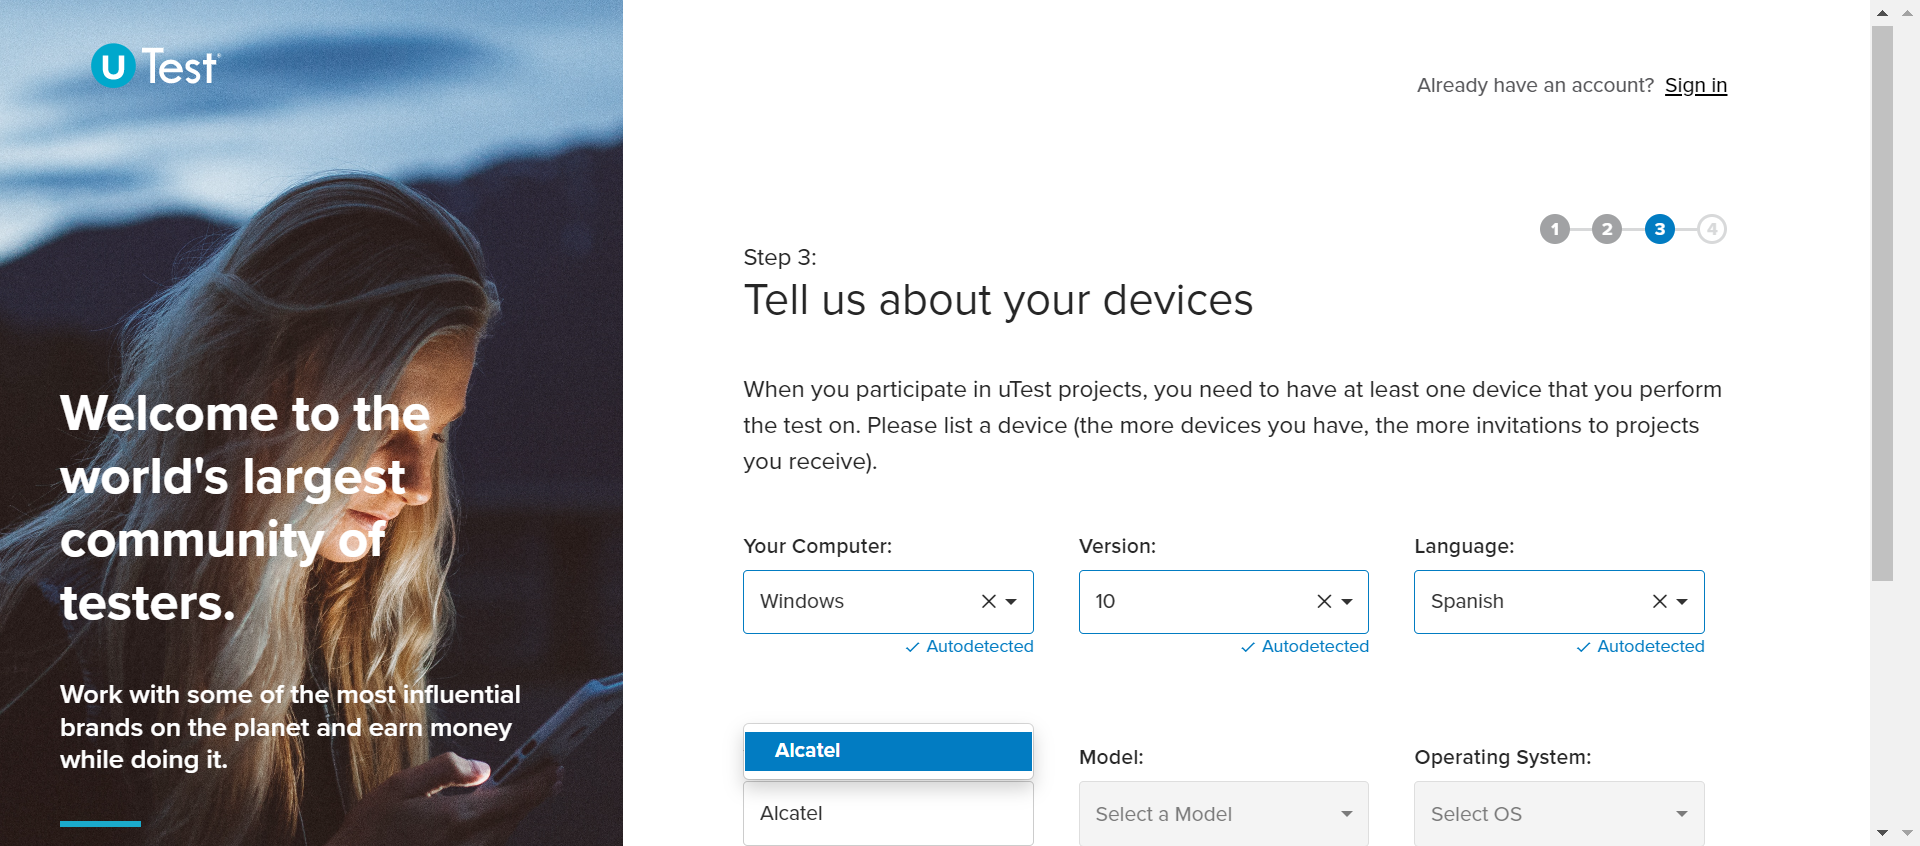 uTest
Already have an account? Sign in
1 2 3 4
Step 3:
Tell us about your devices
When you participate in uTest projects, you need to have at least one device that you perform
the test on. Please list a device (the more devices you have, the more invitations to projects
you receive).
Welcome to the
world's largest
community of
testers.
Work with some of the most influential
brands on the planet and earn money
while doing it.
Your Computer: Version: Language:
Windows 10 Spanish
Autodetected Autodetected Autodetected
Alcatel
Model: Operating System:
Alcatel Select a Model Select OS